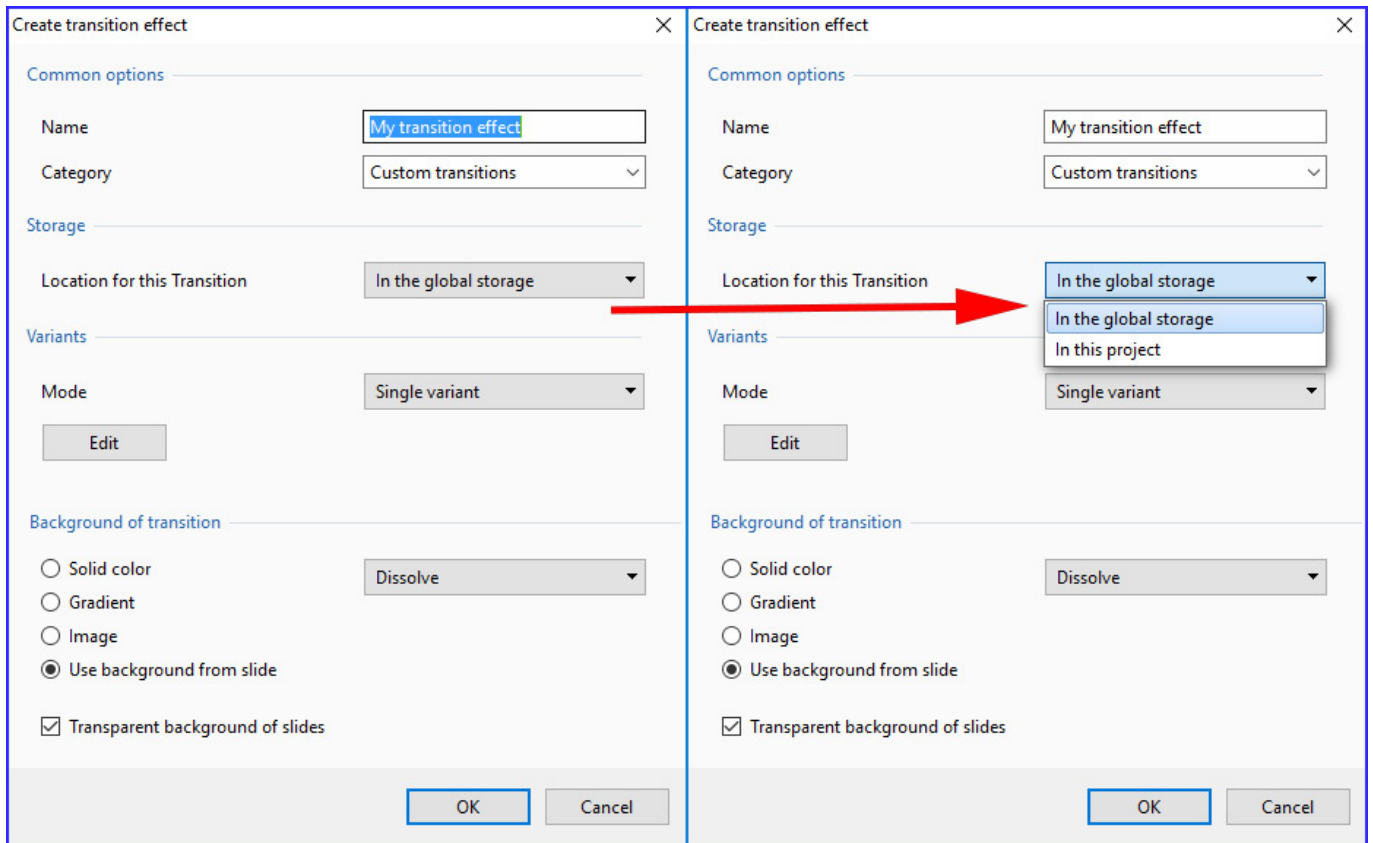 Create transition effect
Common options
Name My transition effect
Category Custom transitions
Storage
Location for this Transition In the global storage
Variants
Mode Single variant
Edit
Background of transition
Solid color Dissolve
Gradient
Image
Use background from slide
Transparent background of slides
OK Cancel
Create transition effect
Common options
Name My transition effect
Category Custom transitions
Storage
Location for this Transition In the global storage
In the global storage
In this project
Variants
Mode Single variant
Edit
Background of transition
Solid color Dissolve
Gradient
Image
Use background from slide
Transparent background of slides
OK Cancel